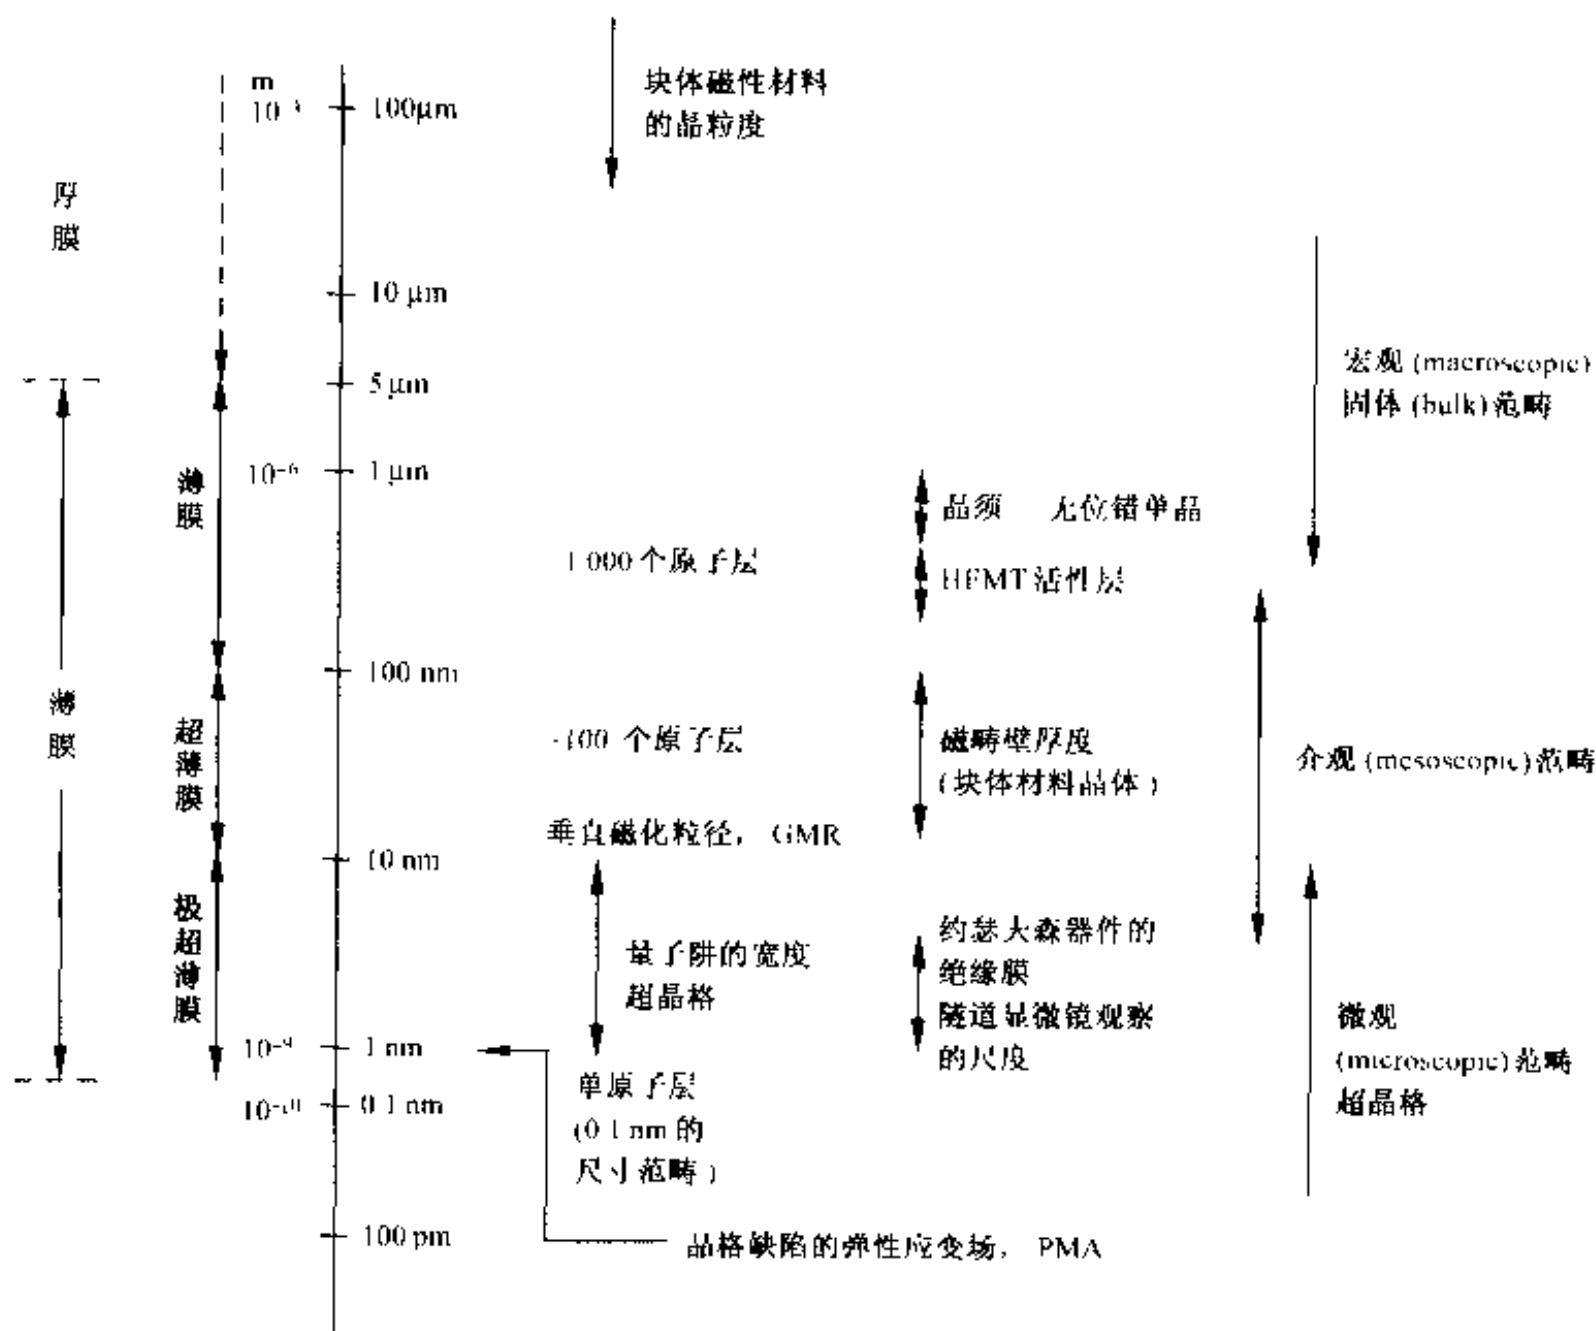 块体磁性材料
的晶粒度
m
100μm
厚膜
10 μm
5 μm
宏观 (macroscopic)
固体 (bulk) 范畴
薄膜
10⁻⁶
1 μm
晶须 无位错单晶
1 000 个原子层
HEMT 活性层
100 nm
薄膜
超薄膜
100 个原子层
磁畴壁厚度
(块体材料晶体)
介观 (mesoscopic) 范畴
垂直磁化粒径, GMR
10 nm
极超薄膜
量子阱的宽度
超晶格
约瑟夫森器件的
绝缘膜
隧道显微镜观察
的尺度
10⁻⁹
1 nm
微观
(microscopic) 范畴
超晶格
10⁻¹⁰
0.1 nm
单原子层
(0.1 nm 的
尺寸范畴)
100 pm
晶格缺陷的弹性应变场, PMA